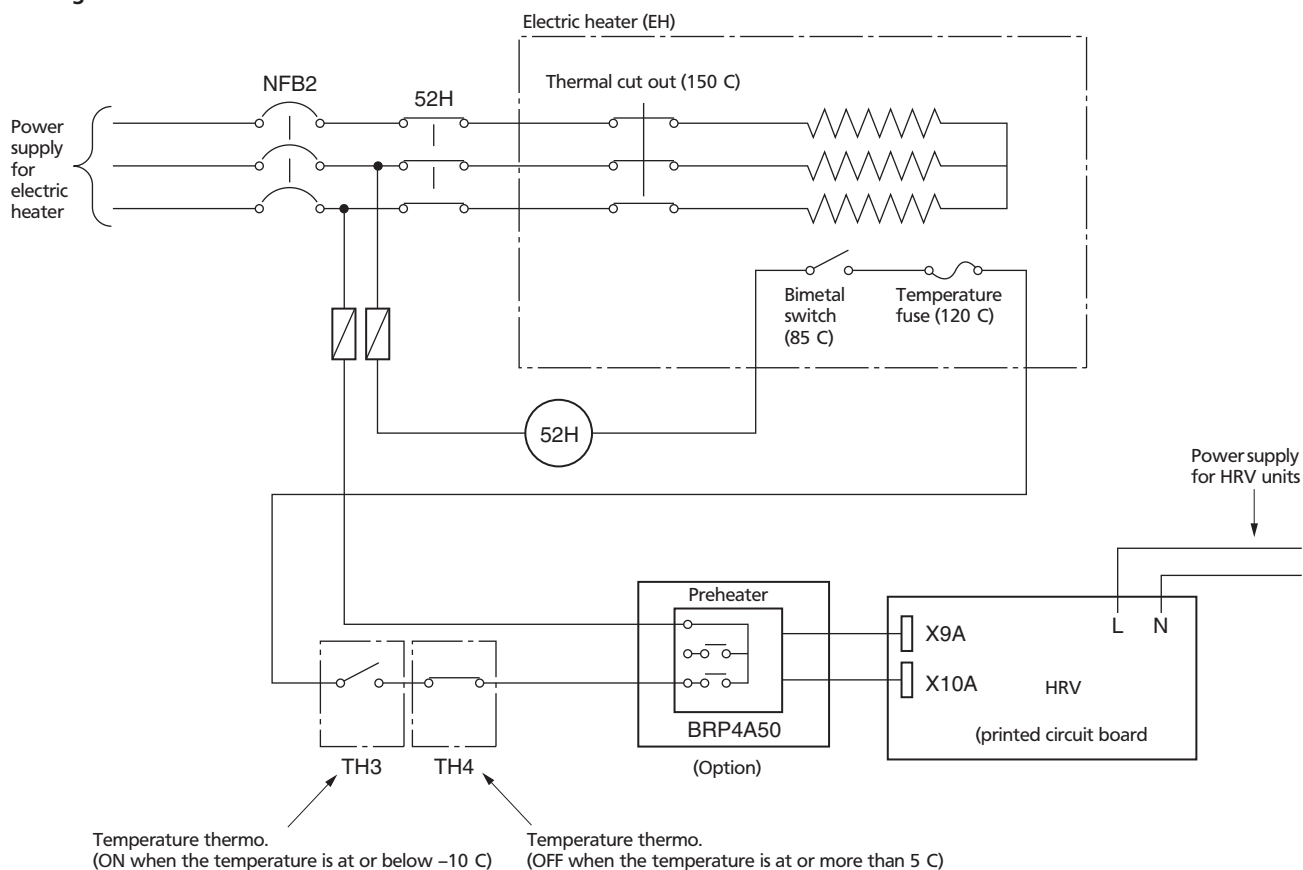 Electric heater (EH)
Thermal cut out (150 C)
NFB2
52H
Power
supply
for
electric
heater
Bimetal
switch
(85 C)
Temperature
fuse (120 C)
52H
Power supply
for HRV units
Preheater
L N
X9A
X10A
HRV
BRP4A50
(printed circuit board
(Option)
TH3
TH4
Temperature thermo.
(ON when the temperature is at or below –10 C)
Temperature thermo.
(OFF when the temperature is at or more than 5 C)